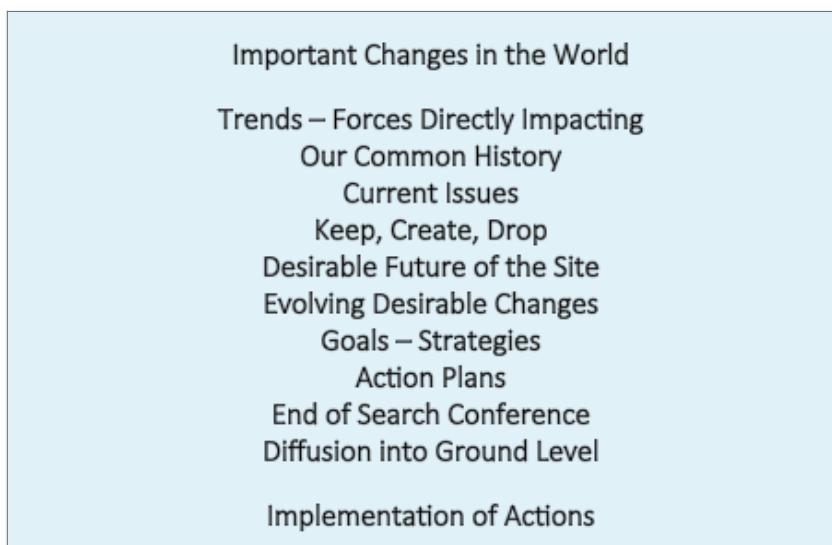 Important Changes in the World
Trends – Forces Directly Impacting
Our Common History
Current Issues
Keep, Create, Drop
Desirable Future of the Site
Evolving Desirable Changes
Goals – Strategies
Action Plans
End of Search Conference
Diffusion into Ground Level
Implementation of Actions